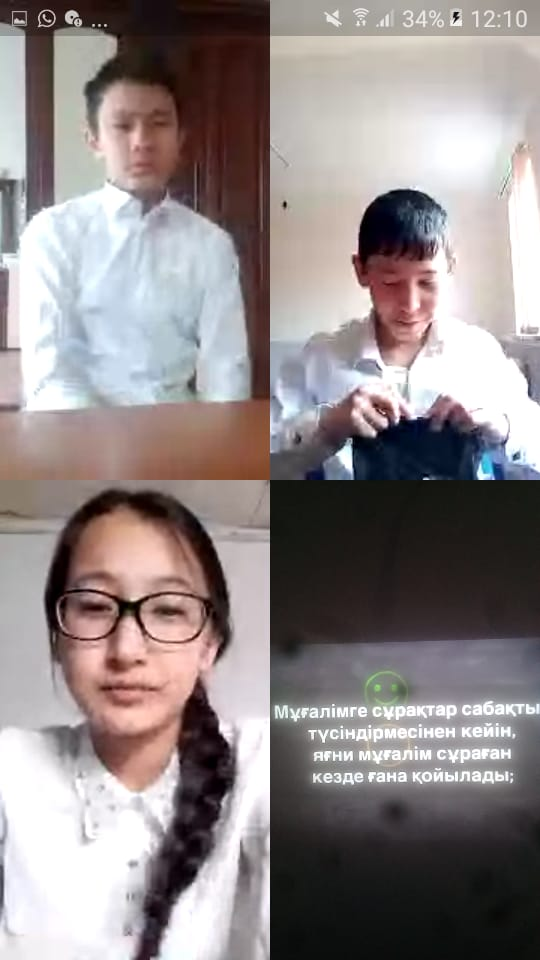 ...
34% 12:10
Мұғалімге сұрақтар сабақты
түсіндірмесінен кейін,
яғни мұғалім сұраған
кезде ғана қойылады;